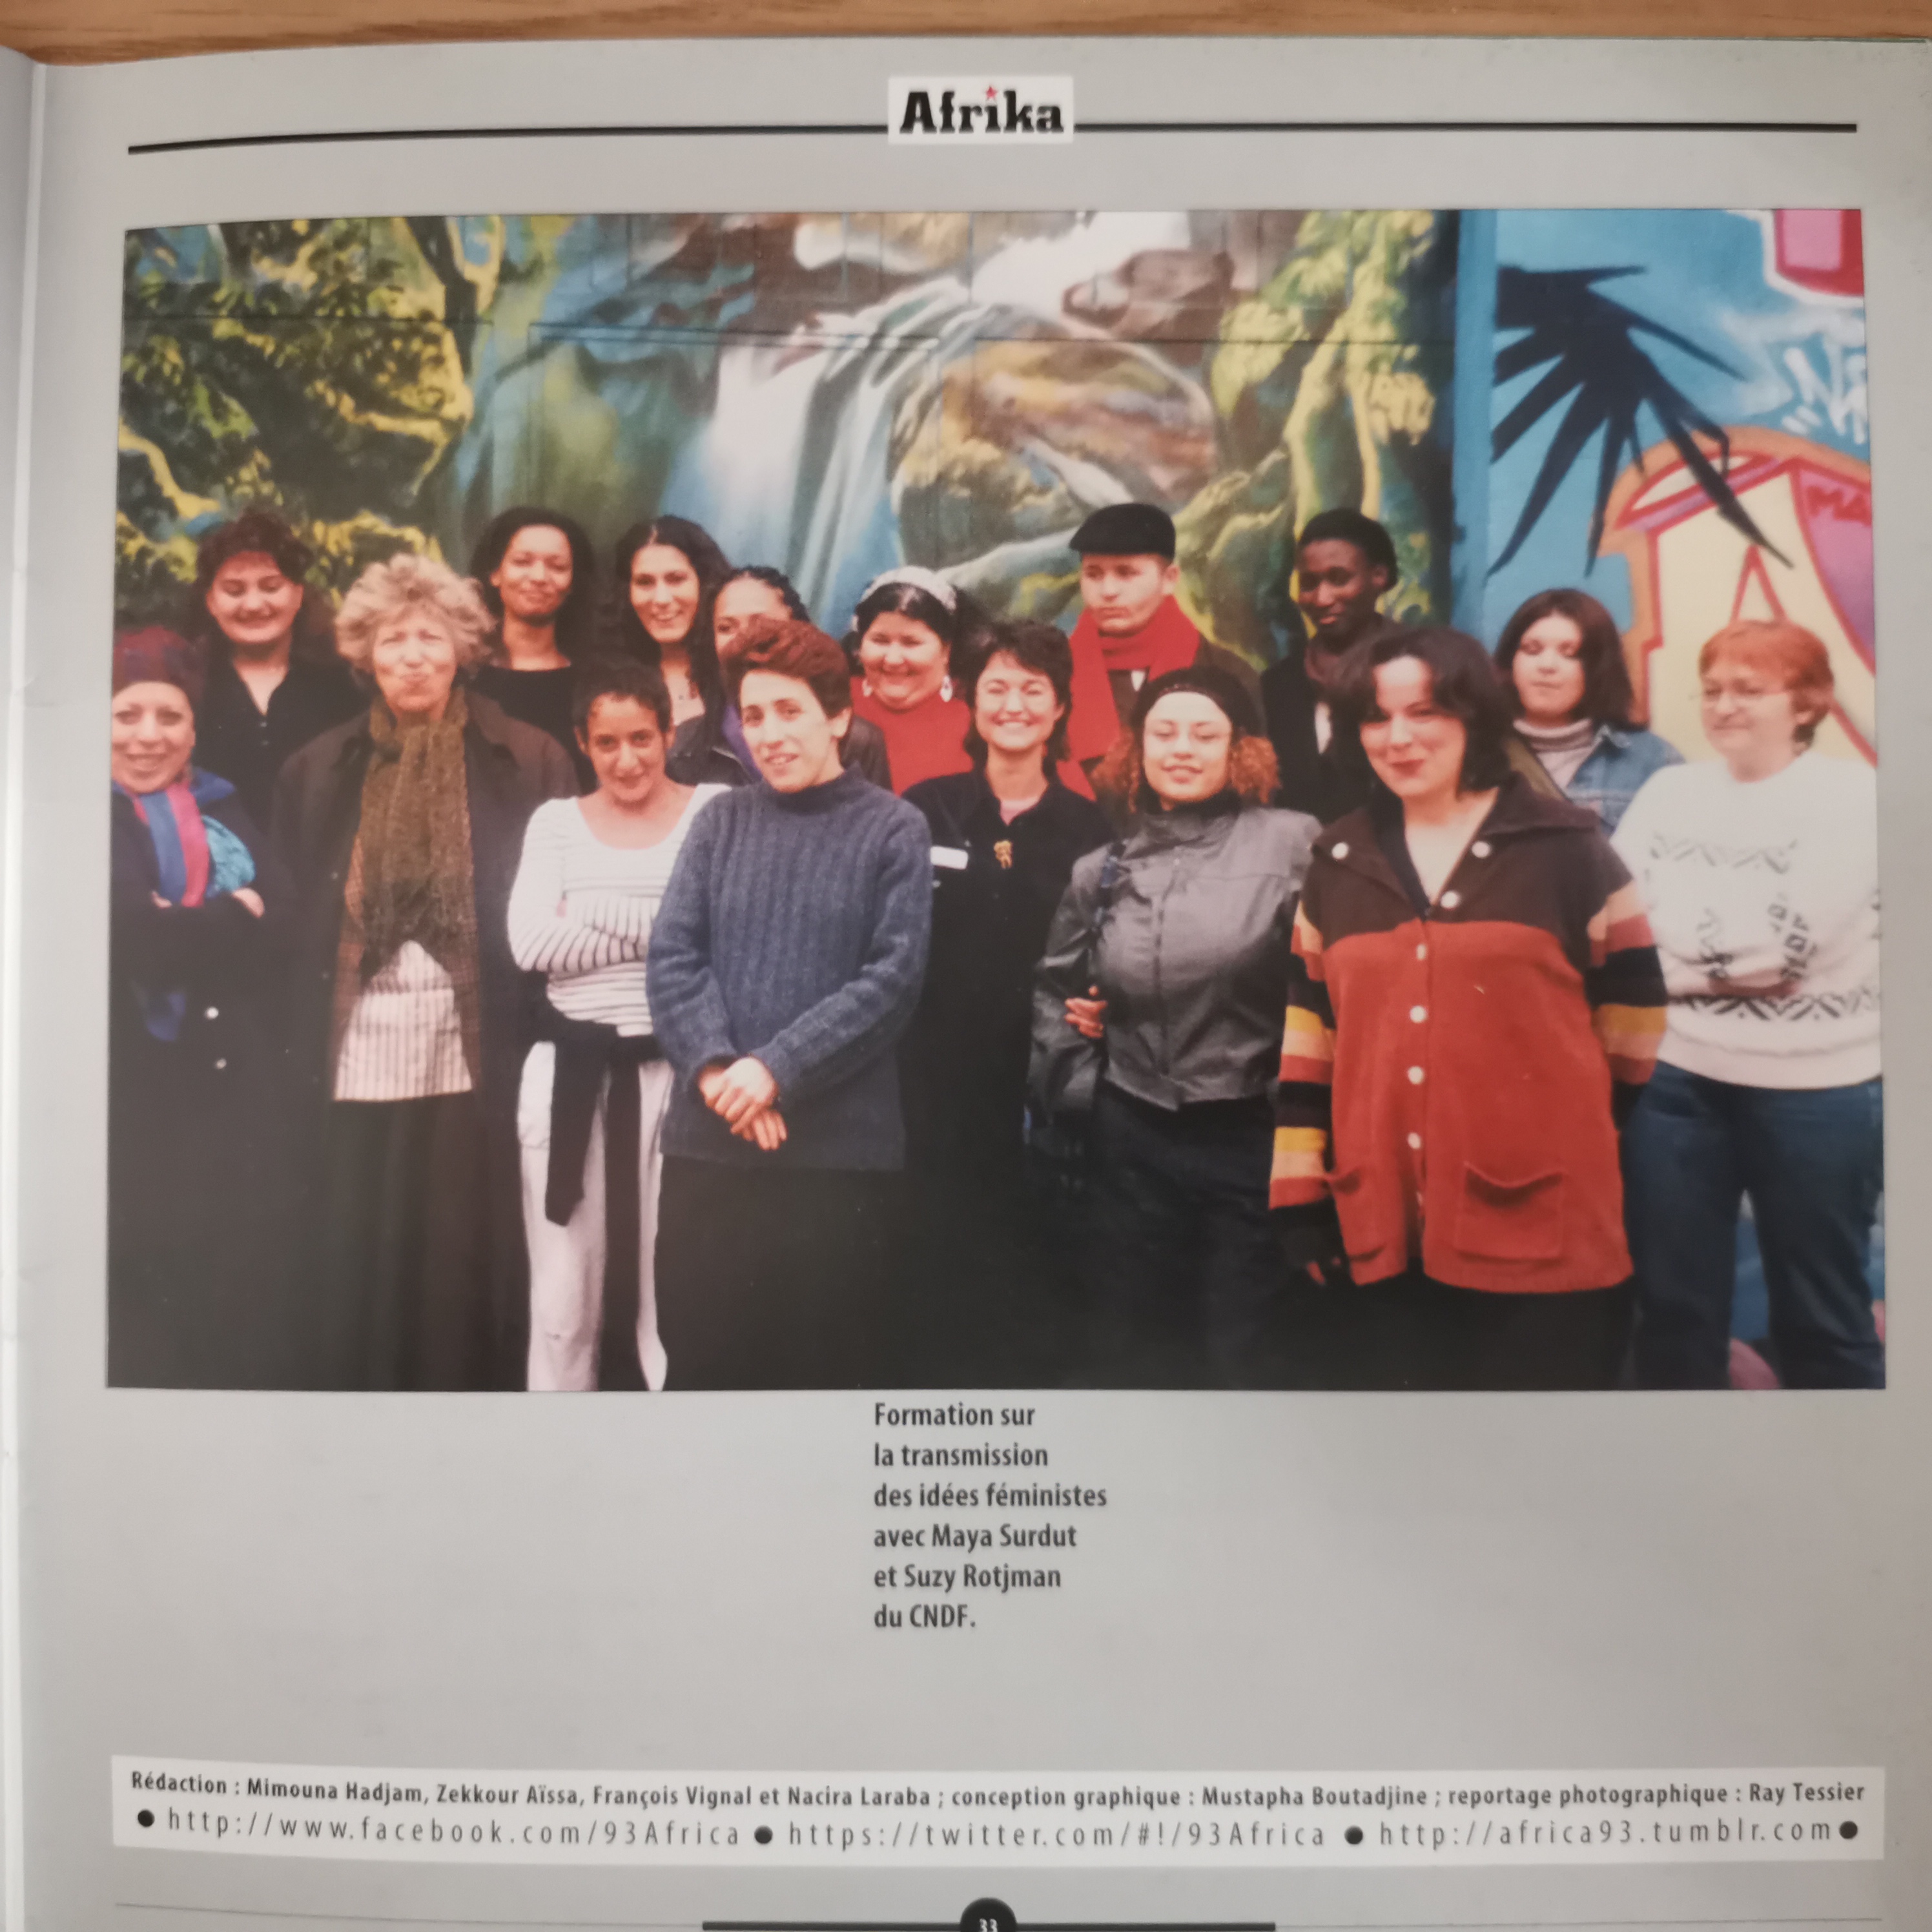 Afrika
Formation sur
la transmission
des idées féministes
avec Maya Surdut
et Suzy Rotjman
du CNDF.
Rédaction : Mimouna Hadjam, Zekkour Aïssa, François Vignal et Nacira Laraba ; conception graphique : Mustapha Boutadjine ; reportage photographique : Ray Tessier
● http://www.facebook.com/93Africa ● https://twitter.com/#!/93Africa ● http://africa93.tumblr.com ●
33